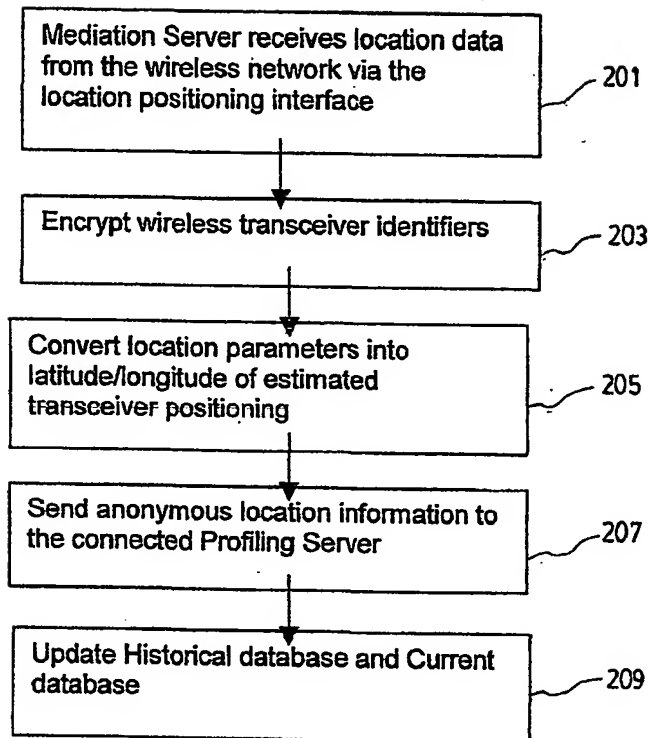 Mediation Server receives location data
from the wireless network via the
location positioning interface
201
Encrypt wireless transceiver identifiers
203
Convert location parameters into
latitude/longitude of estimated
transceiver positioning
205
Send anonymous location information to
the connected Profiling Server
207
Update Historical database and Current
database
209